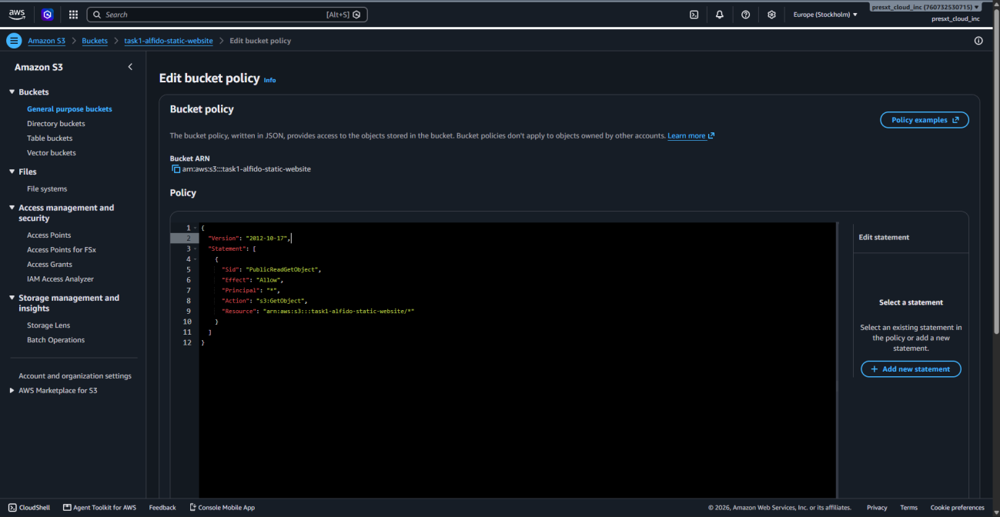 aws
Search
[Alt+S]
Europe (Stockholm)
presxt_cloud_inc (760732530715)
presxt_cloud_inc
Amazon S3 > Buckets > task1-alfido-static-website > Edit bucket policy
Amazon S3
Buckets
General purpose buckets
Directory buckets
Table buckets
Vector buckets
Files
File systems
Access management and
security
Access Points
Access Points for FSx
Access Grants
IAM Access Analyzer
Storage management and
insights
Storage Lens
Batch Operations
Account and organization settings
AWS Marketplace for S3
Edit bucket policy Info
Bucket policy
Policy examples
The bucket policy, written in JSON, provides access to the objects stored in the bucket. Bucket policies don't apply to objects owned by other accounts. Learn more
Bucket ARN
arn:aws:s3:::task1-alfido-static-website
Policy
1 {
2 "Version": "2012-10-17",
3 "Statement": [
4 {
5 "Sid": "PublicReadGetObject",
6 "Effect": "Allow",
7 "Principal": "*",
8 "Action": "s3:GetObject",
9 "Resource": "arn:aws:s3:::task1-alfido-static-website/*"
10 }
11 ]
12 }
Edit statement
Select a statement
Select an existing statement in
the policy or add a new
statement.
+ Add new statement
CloudShell
Agent Toolkit for AWS
Feedback
Console Mobile App
© 2026, Amazon Web Services, Inc. or its affiliates.
Privacy
Terms
Cookie preferences